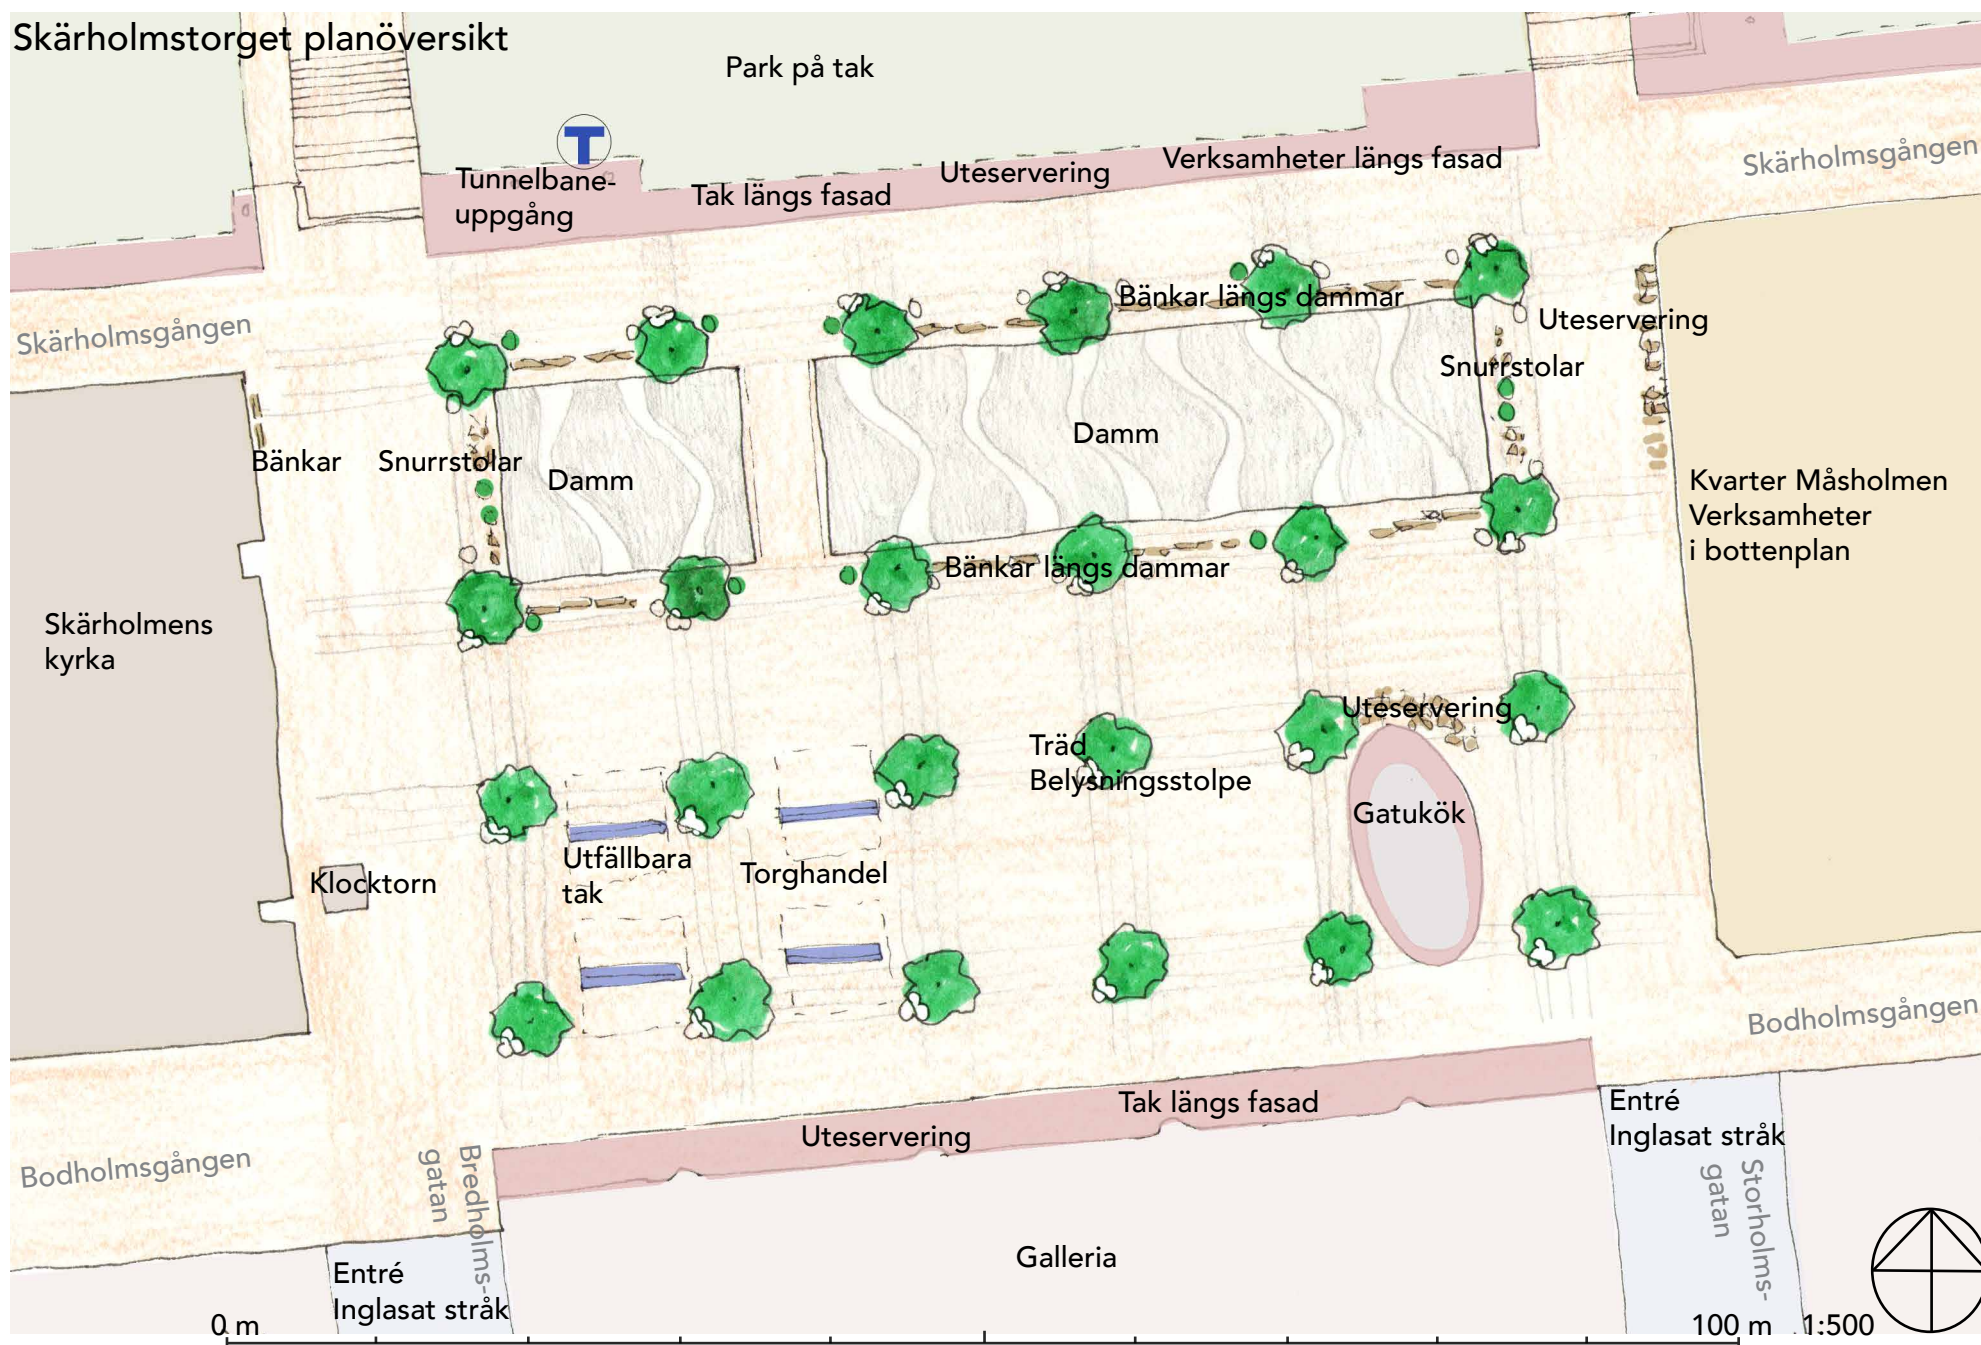 Skärholmstorget planöversikt
Park på tak
T
Tunnelbane-
uppgång
Tak längs fasad
Uteservering
Verksamheter längs fasad
Skärholmsgången
Skärholmsgången
Bänkar längs dammar
Uteservering
Snurrstolar
Bänkar
Snurrstolar
Damm
Damm
Kvarter Måsholmen
Verksamheter
i bottenplan
Bänkar längs dammar
Skärholmens
kyrka
Uteservering
Träd
Belysningsstolpe
Gatukök
Klocktorn
Utfällbara
tak
Torghandel
Bodholmsgången
Tak längs fasad
Uteservering
Entré
Inglasat stråk
Bodholmsgången
Bredholms-
gatan
Storholms-
gatan
Galleria
Entré
Inglasat stråk
0 m
100 m
1:500